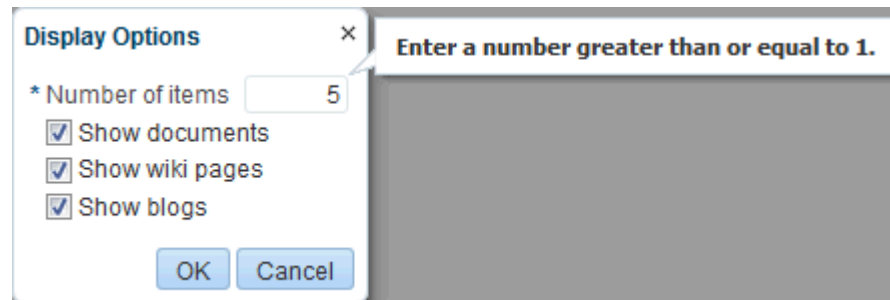 Display Options ×
Enter a number greater than or equal to 1.
* Number of items 5
Show documents
Show wiki pages
Show blogs
OK Cancel